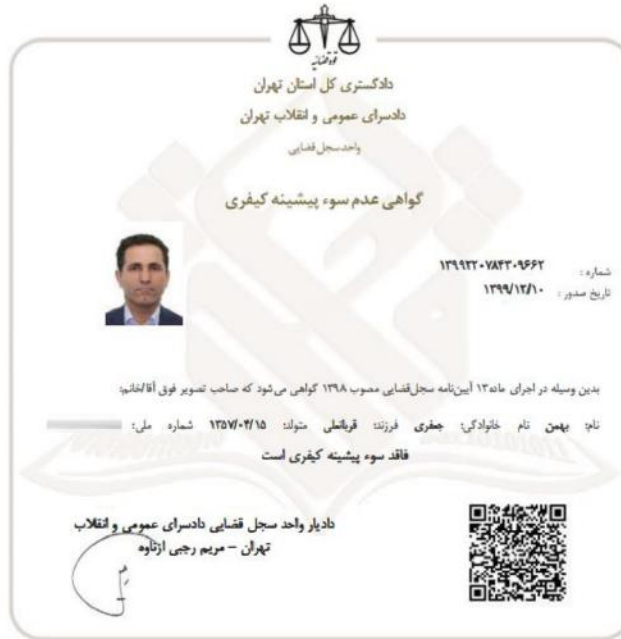 قوه قضائیه
دادگستری کل استان تهران
دادسرای عمومی و انقلاب تهران
واحد سجل قضایی
گواهی عدم سوء پیشینه کیفری
شماره : ۱۳۹۹۲۲۰۷۸۴۳۰۹۶۶۲
تاریخ صدور : ۱۳۹۹/۱۲/۱۰
بدین وسیله در اجرای ماده ۱۳ آیین‌نامه سجل‌قضایی مصوب ۱۳۹۸ گواهی می‌شود که صاحب تصویر فوق آقا/خانم:
نام: بهمن نام خانوادگی: جعفری فرزند: قربانعلی متولد: ۱۳۵۷/۰۴/۱۵ شماره ملی:
فاقد سوء پیشینه کیفری است
دادیار واحد سجل قضایی دادسرای عمومی و انقلاب
تهران – مریم رجبی ازناوه